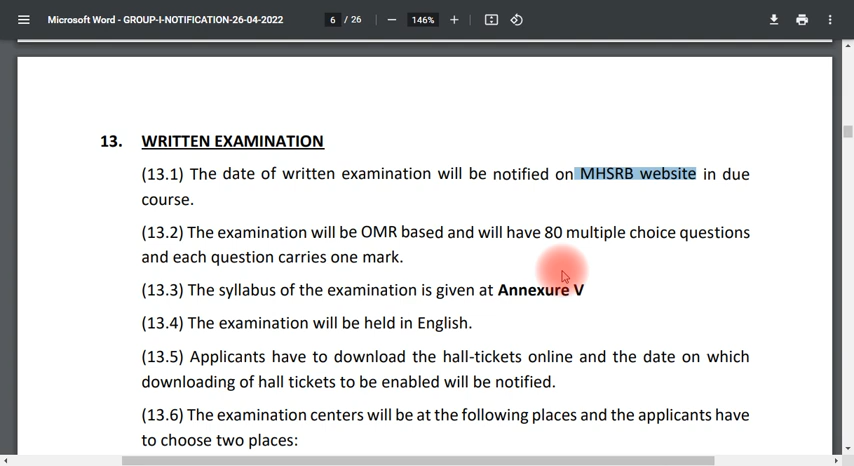 Microsoft Word - GROUP-I-NOTIFICATION-26-04-2022 6 / 26 146%
13. WRITTEN EXAMINATION
(13.1) The date of written examination will be notified on MHSRB website in due
course.
(13.2) The examination will be OMR based and will have 80 multiple choice questions
and each question carries one mark.
(13.3) The syllabus of the examination is given at Annexure V
(13.4) The examination will be held in English.
(13.5) Applicants have to download the hall-tickets online and the date on which
downloading of hall tickets to be enabled will be notified.
(13.6) The examination centers will be at the following places and the applicants have
to choose two places: